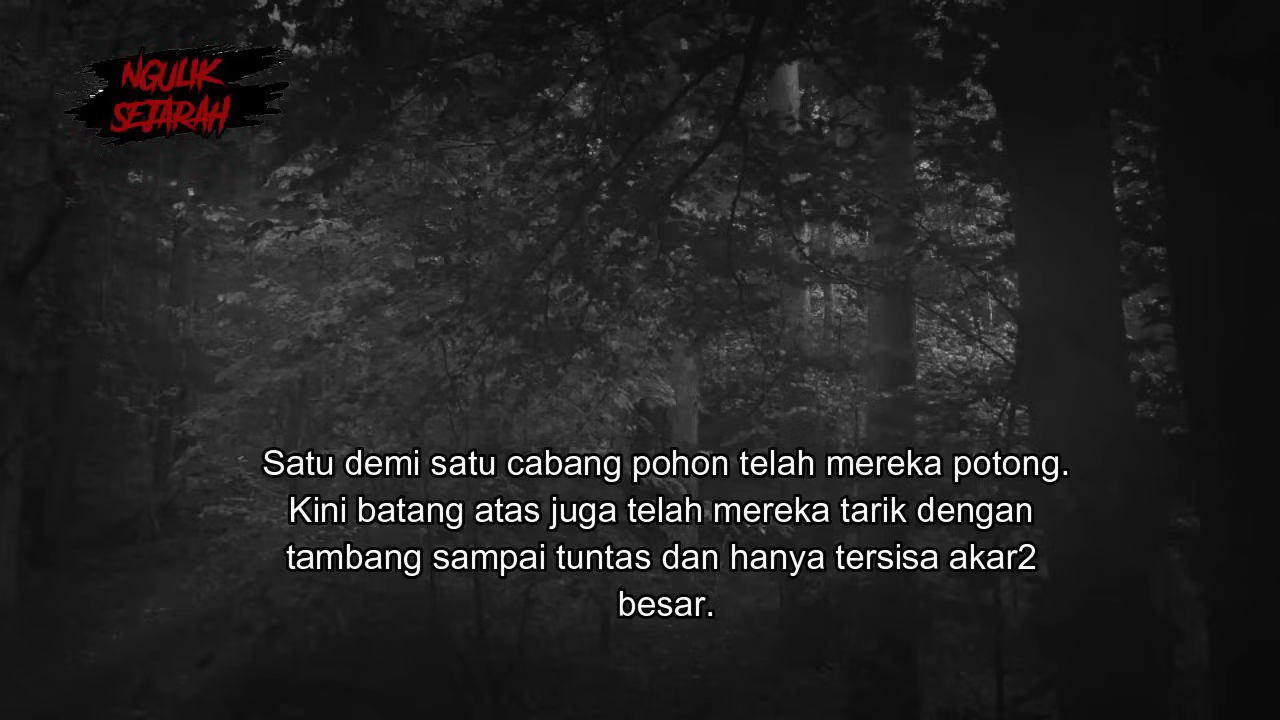 NGULIK
SEJARAH
Satu demi satu cabang pohon telah mereka potong.
Kini batang atas juga telah mereka tarik dengan
tambang sampai tuntas dan hanya tersisa akar2
besar.